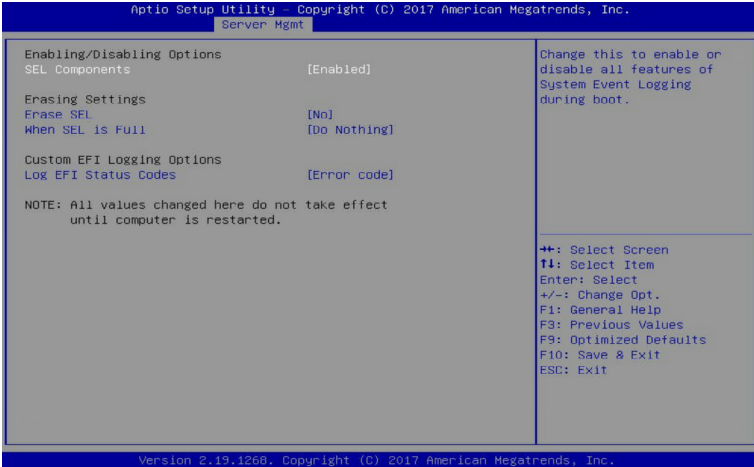 Aptio Setup Utility – Copyright (C) 2017 American Megatrends, Inc.
Server Mgmt
Enabling/Disabling Options
SEL Components [Enabled]
Erasing Settings
Erase SEL [No]
When SEL is Full [Do Nothing]
Custom EFI Logging Options
Log EFI Status Codes [Error code]
NOTE: All values changed here do not take effect
until computer is restarted.
Change this to enable or
disable all features of
System Event Logging
during boot.
→←: Select Screen
↑↓: Select Item
Enter: Select
+/-: Change Opt.
F1: General Help
F3: Previous Values
F9: Optimized Defaults
F10: Save & Exit
ESC: Exit
Version 2.19.1268. Copyright (C) 2017 American Megatrends, Inc.